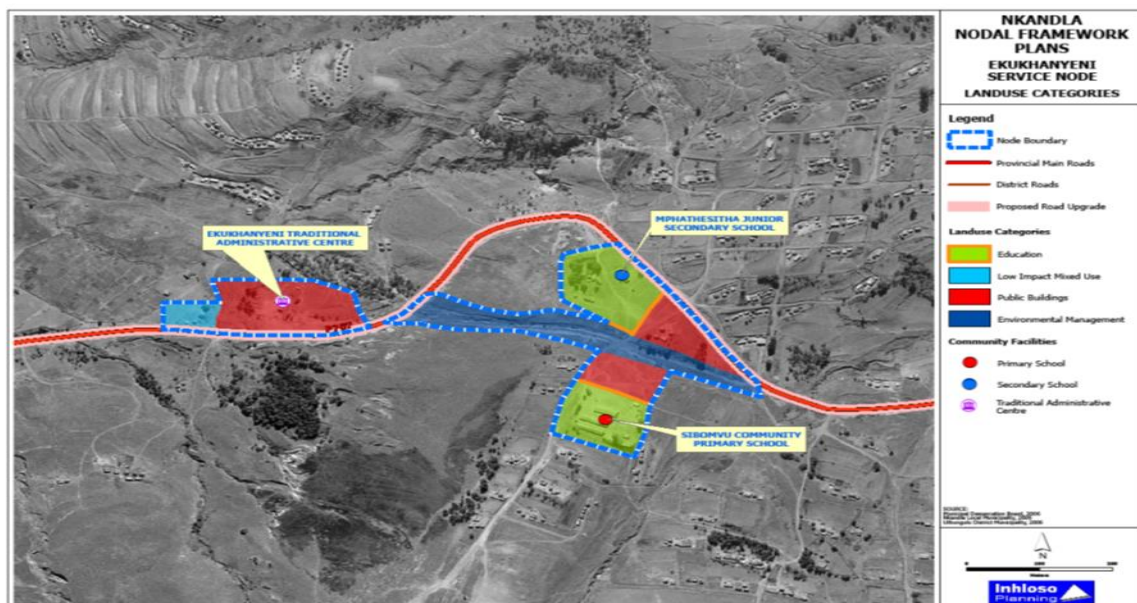 NKANDLA
NODAL FRAMEWORK
PLANS
EKUKHANYENI
SERVICE NODE
LANDUSE CATEGORIES
Legend
Node Boundary
Provincial Main Roads
District Roads
Proposed Road Upgrade
Landuse Categories
Education
Low Impact Mixed Use
Public Buildings
Environmental Management
Community Facilities
Primary School
Secondary School
Traditional Administrative
Centre
EKUKHANYENI TRADITIONAL
ADMINISTRATIVE CENTRE
MPHATHESITHA JUNIOR
SECONDARY SCHOOL
SIBOMVU COMMUNITY
PRIMARY SCHOOL
SOURCE:
N
0
Inhloso
Planning